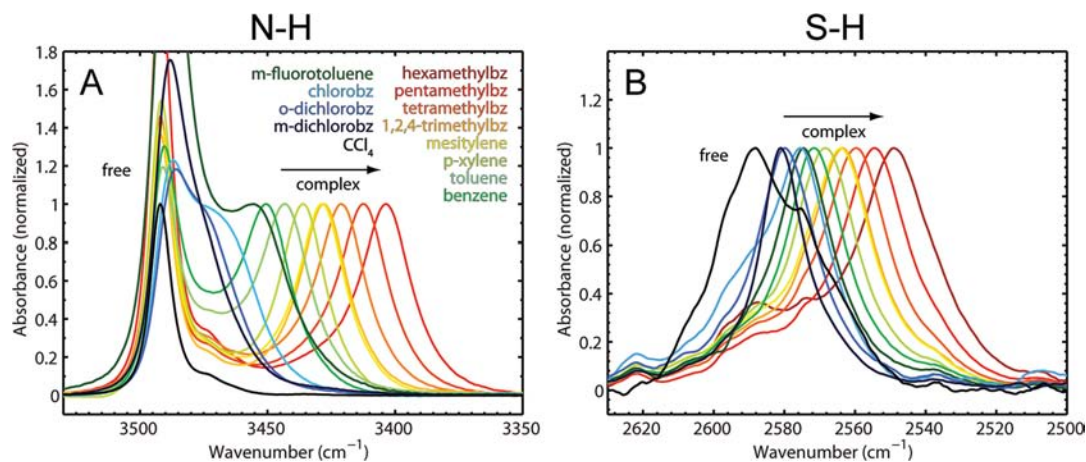 N-H
S-H
A
m-fluorotoluene
chlorobz
o-dichlorobz
m-dichlorobz
CCl4
hexamethylbz
pentamethylbz
tetramethylbz
1,2,4-trimethylbz
mesitylene
p-xylene
toluene
benzene
free
complex
1.8
1.6
1.4
1.2
1
0.8
0.6
0.4
0.2
0
Absorbance (normalized)
3500
3450
3400
3350
Wavenumber (cm⁻¹)
B
free
complex
1.2
1
0.8
0.6
0.4
0.2
0
Absorbance (normalized)
2620
2600
2580
2560
2540
2520
2500
Wavenumber (cm⁻¹)